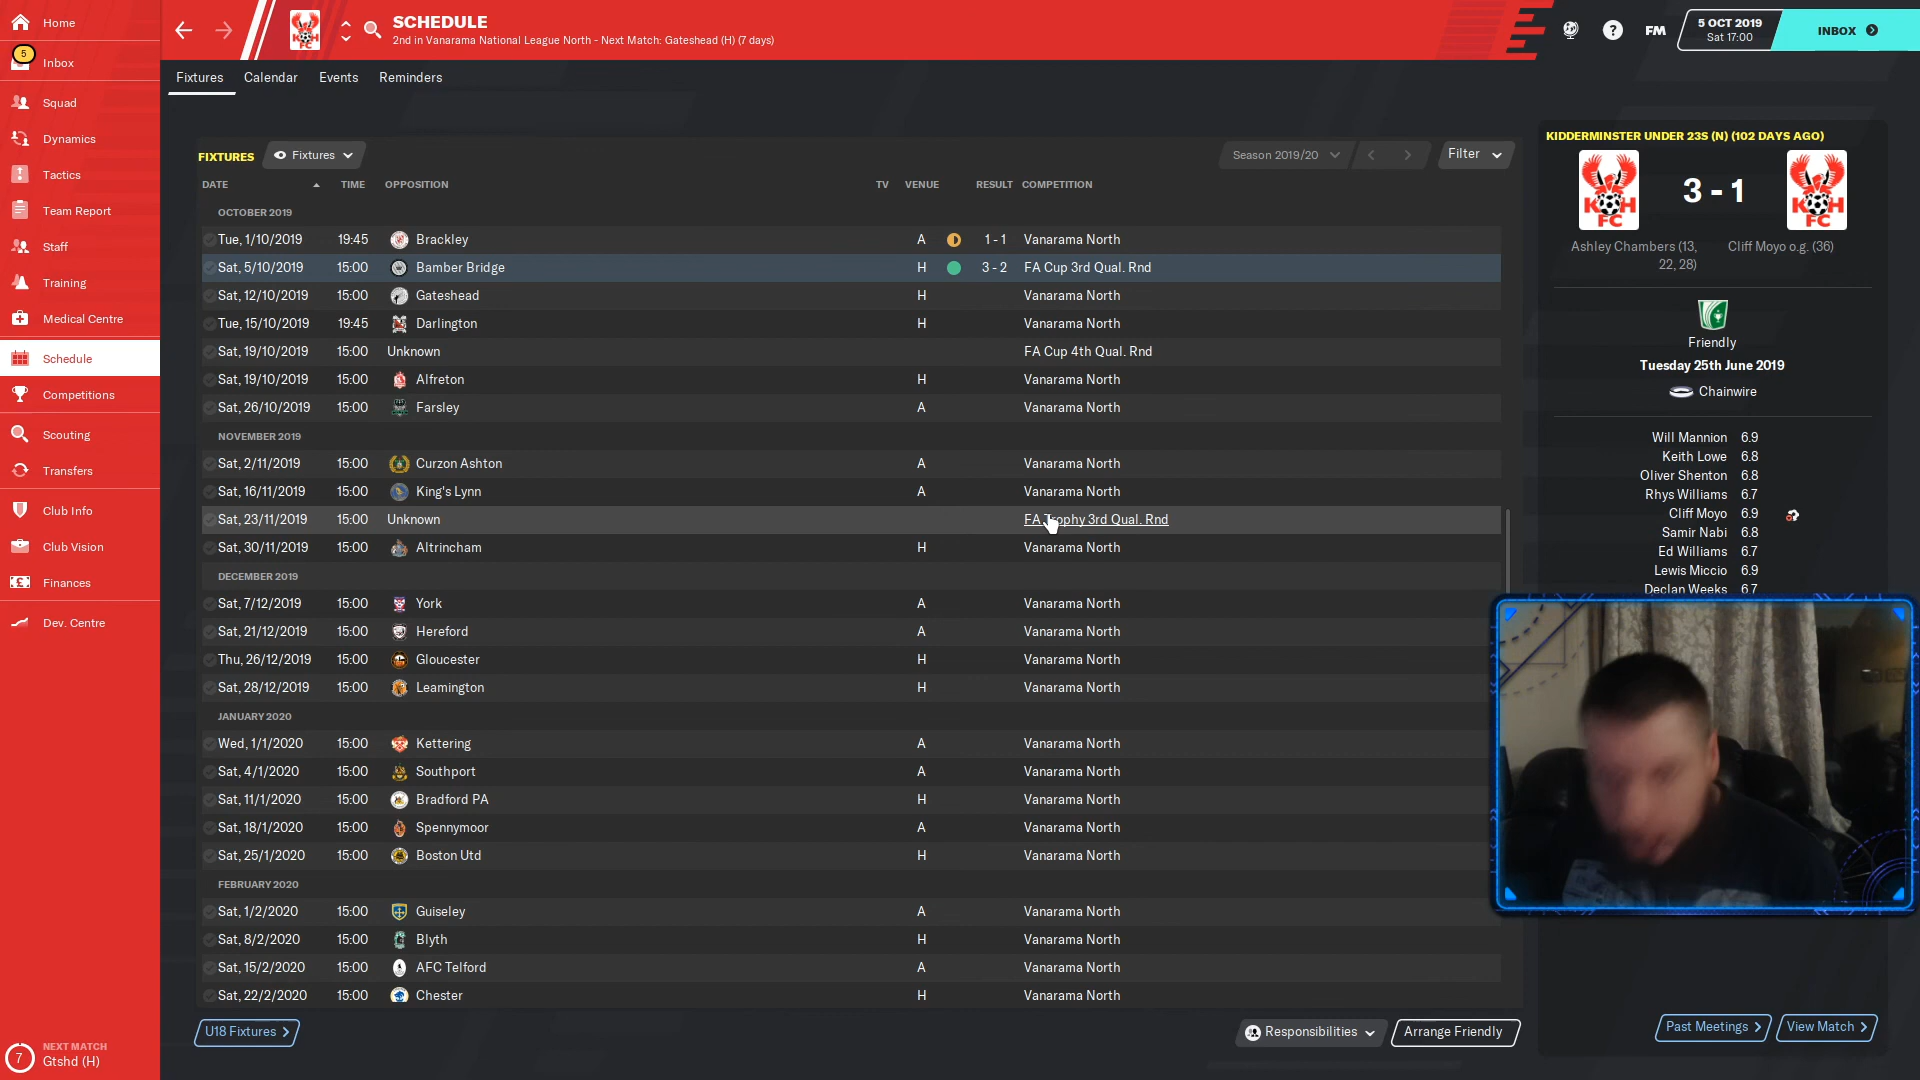 Home
Inbox
5
Squad
Dynamics
Tactics
Team Report
Staff
Training
Medical Centre
Schedule
Competitions
Scouting
Transfers
Club Info
Club Vision
Finances
Dev. Centre
7
NEXT MATCH
Gtshd (H)
SCHEDULE
2nd in Vanarama National League North - Next Match: Gateshead (H) (7 days)
FM
5 OCT 2019
Sat 17:00
INBOX
Fixtures Calendar Events Reminders
FIXTURES Fixtures Season 2019/20 Filter
DATE TIME OPPOSITION TV VENUE RESULT COMPETITION
OCTOBER 2019
Tue, 1/10/2019 19:45 Brackley A 1 - 1 Vanarama North
Sat, 5/10/2019 15:00 Bamber Bridge H 3 - 2 FA Cup 3rd Qual. Rnd
Sat, 12/10/2019 15:00 Gateshead H Vanarama North
Tue, 15/10/2019 19:45 Darlington H Vanarama North
Sat, 19/10/2019 15:00 Unknown FA Cup 4th Qual. Rnd
Sat, 19/10/2019 15:00 Alfreton H Vanarama North
Sat, 26/10/2019 15:00 Farsley A Vanarama North
NOVEMBER 2019
Sat, 2/11/2019 15:00 Curzon Ashton A Vanarama North
Sat, 16/11/2019 15:00 King's Lynn A Vanarama North
Sat, 23/11/2019 15:00 Unknown FA Trophy 3rd Qual. Rnd
Sat, 30/11/2019 15:00 Altrincham H Vanarama North
DECEMBER 2019
Sat, 7/12/2019 15:00 York A Vanarama North
Sat, 21/12/2019 15:00 Hereford A Vanarama North
Thu, 26/12/2019 15:00 Gloucester H Vanarama North
Sat, 28/12/2019 15:00 Leamington H Vanarama North
JANUARY 2020
Wed, 1/1/2020 15:00 Kettering A Vanarama North
Sat, 4/1/2020 15:00 Southport A Vanarama North
Sat, 11/1/2020 15:00 Bradford PA H Vanarama North
Sat, 18/1/2020 15:00 Spennymoor A Vanarama North
Sat, 25/1/2020 15:00 Boston Utd H Vanarama North
FEBRUARY 2020
Sat, 1/2/2020 15:00 Guiseley A Vanarama North
Sat, 8/2/2020 15:00 Blyth H Vanarama North
Sat, 15/2/2020 15:00 AFC Telford A Vanarama North
Sat, 22/2/2020 15:00 Chester H Vanarama North
U18 Fixtures Responsibilities Arrange Friendly
KIDDERMINSTER UNDER 23S (N) (102 DAYS AGO)
3 - 1
Ashley Chambers (13, 22, 28) Cliff Moyo o.g. (36)
Friendly
Tuesday 25th June 2019
Chainwire
Will Mannion 6.9
Keith Lowe 6.8
Oliver Shenton 6.8
Rhys Williams 6.7
Cliff Moyo 6.9
Samir Nabi 6.8
Ed Williams 6.7
Lewis Miccio 6.9
Declan Weeks 6.7
Past Meetings View Match